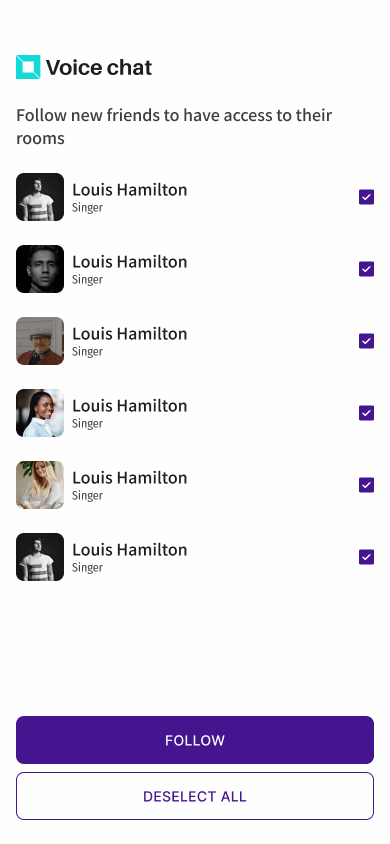 Voice chat
Follow new friends to have access to their
rooms
Louis Hamilton
Singer
Louis Hamilton
Singer
Louis Hamilton
Singer
Louis Hamilton
Singer
Louis Hamilton
Singer
Louis Hamilton
Singer
FOLLOW
DESELECT ALL